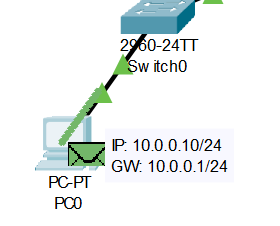 2960-24TT
Switch0
IP: 10.0.0.10/24
GW: 10.0.0.1/24
PC-PT
PC0